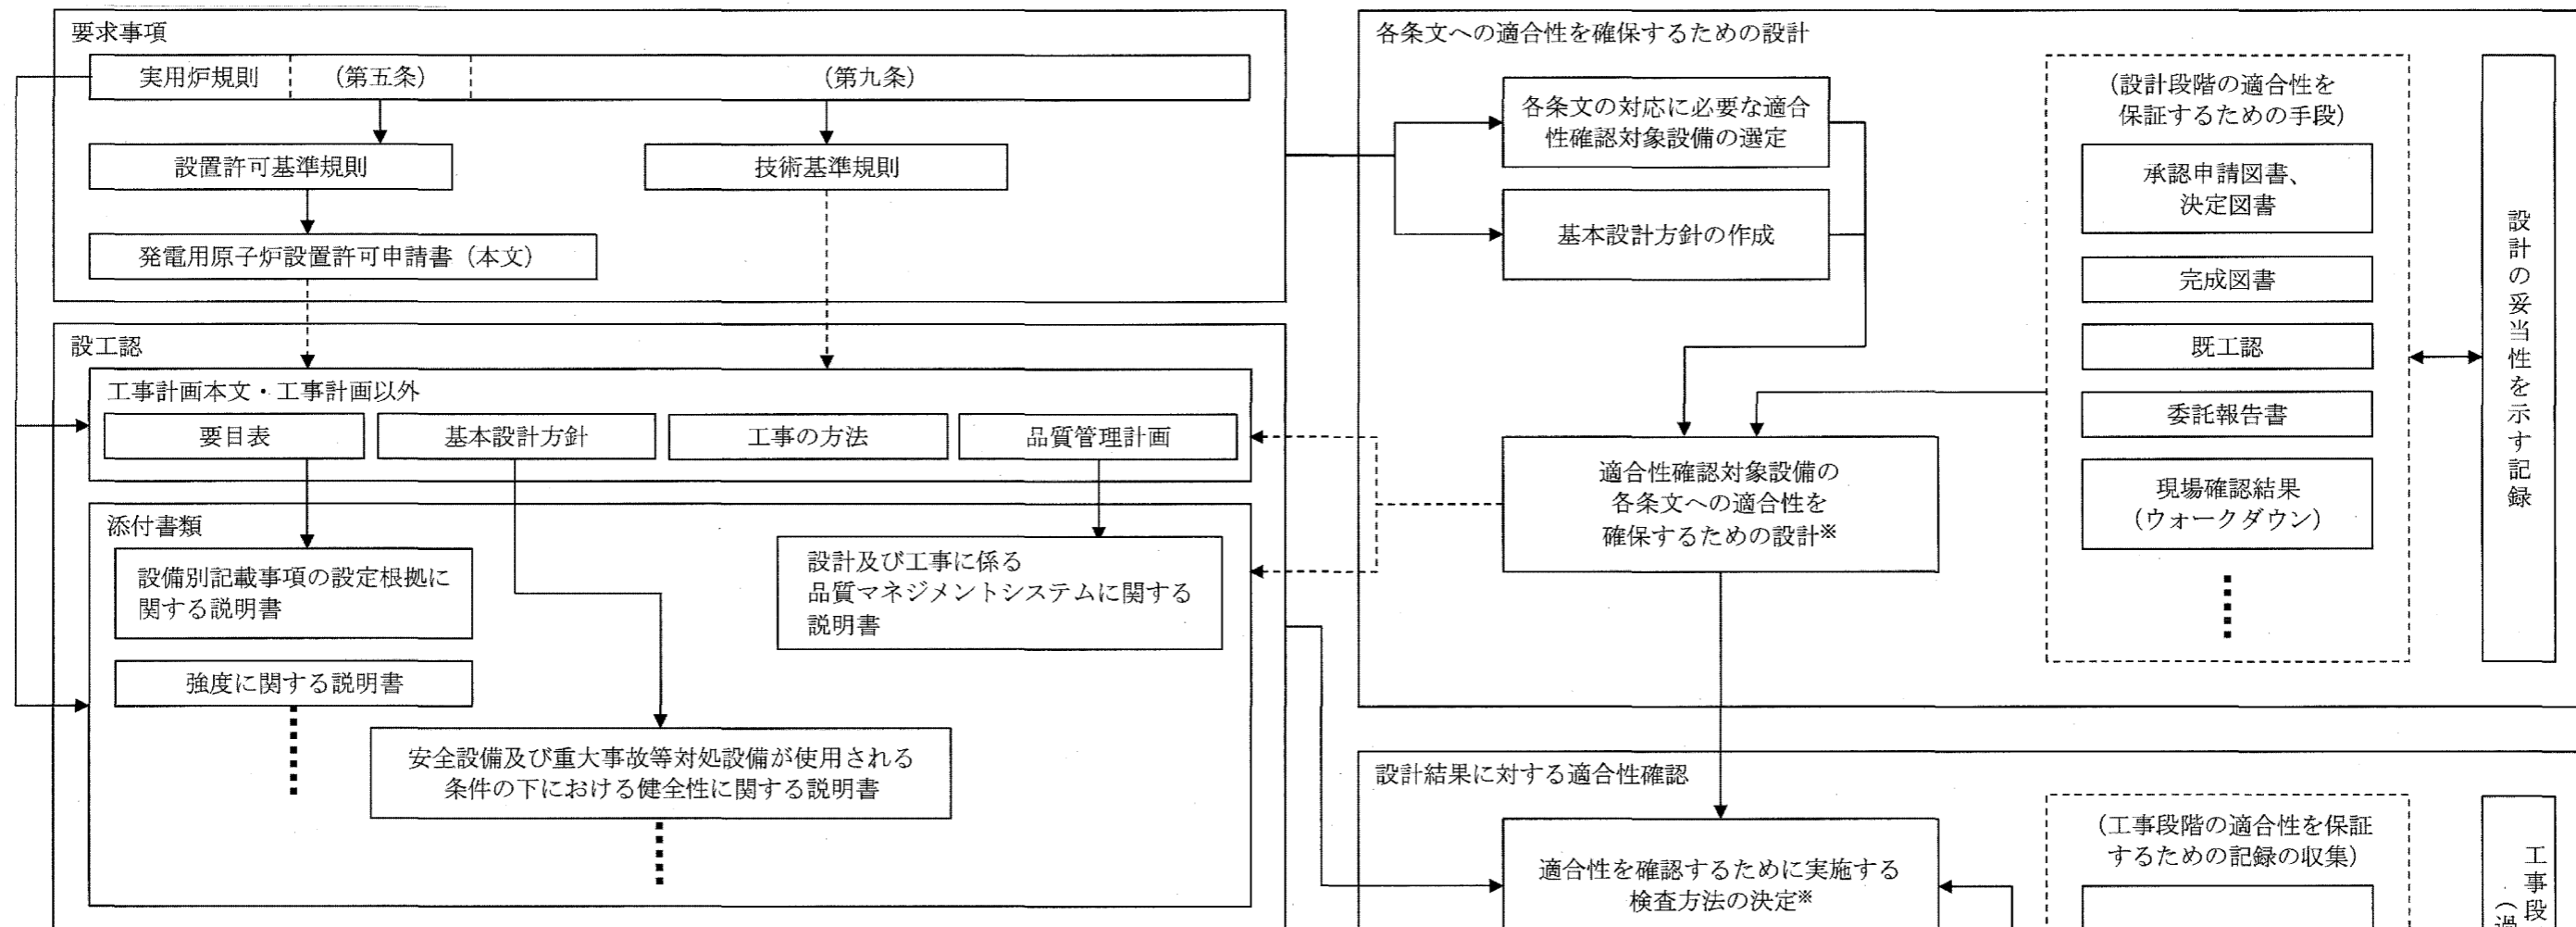 要求事項
実用炉規則
(第五条)
(第九条)
設置許可基準規則
技術基準規則
発電用原子炉設置許可申請書（本文）
設工認
工事計画本文・工事計画以外
要目表
基本設計方針
工事の方法
品質管理計画
添付書類
設備別記載事項の設定根拠に
関する説明書
設計及び工事に係る
品質マネジメントシステムに関する
説明書
強度に関する説明書
安全設備及び重大事故等対処設備が使用される
条件の下における健全性に関する説明書
各条文への適合性を確保するための設計
各条文の対応に必要な適合
性確認対象設備の選定
基本設計方針の作成
適合性確認対象設備の
各条文への適合性を
確保するための設計※
(設計段階の適合性を
保証するための手段)
承認申請図書、
決定図書
完成図書
既工認
委託報告書
現場確認結果
（ウォークダウン）
設計の妥当性を示す記録
設計結果に対する適合性確認
適合性を確認するために実施する
検査方法の決定※
(工事段階の適合性を保証
するための記録の収集)
工事段